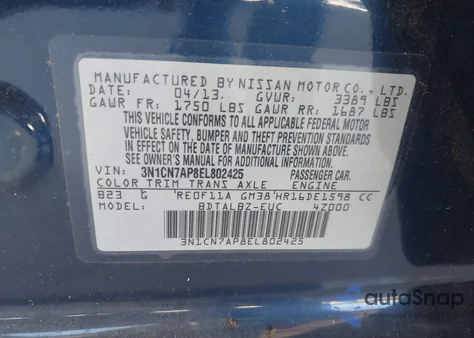 MANUFACTURED BY NISSAN MOTOR CO., LTD.
DATE: 04/13. GVWR: 3389 LBS
GAWR FR: 1750 LBS GAWR RR: 1687 LBS
THIS VEHICLE CONFORMS TO ALL APPLICABLE FEDERAL MOTOR
VEHICLE SAFETY, BUMPER AND THEFT PREVENTION STANDARDS
IN EFFECT ON THE DATE OF MANUFACTURE SHOWN ABOVE.
SEE OWNER'S MANUAL FOR ADDITIONAL INFORMATION.
VIN: 3N1CN7AP8EL802425 PASSENGER CAR.
COLOR TRIM TRANS AXLE ENGINE
B23 G RE0F11A GM38 HR16DE1598 CC
MODEL: BDTALBZ-EUC 4Z000
3N1CN7AP8EL802425
autoSnap